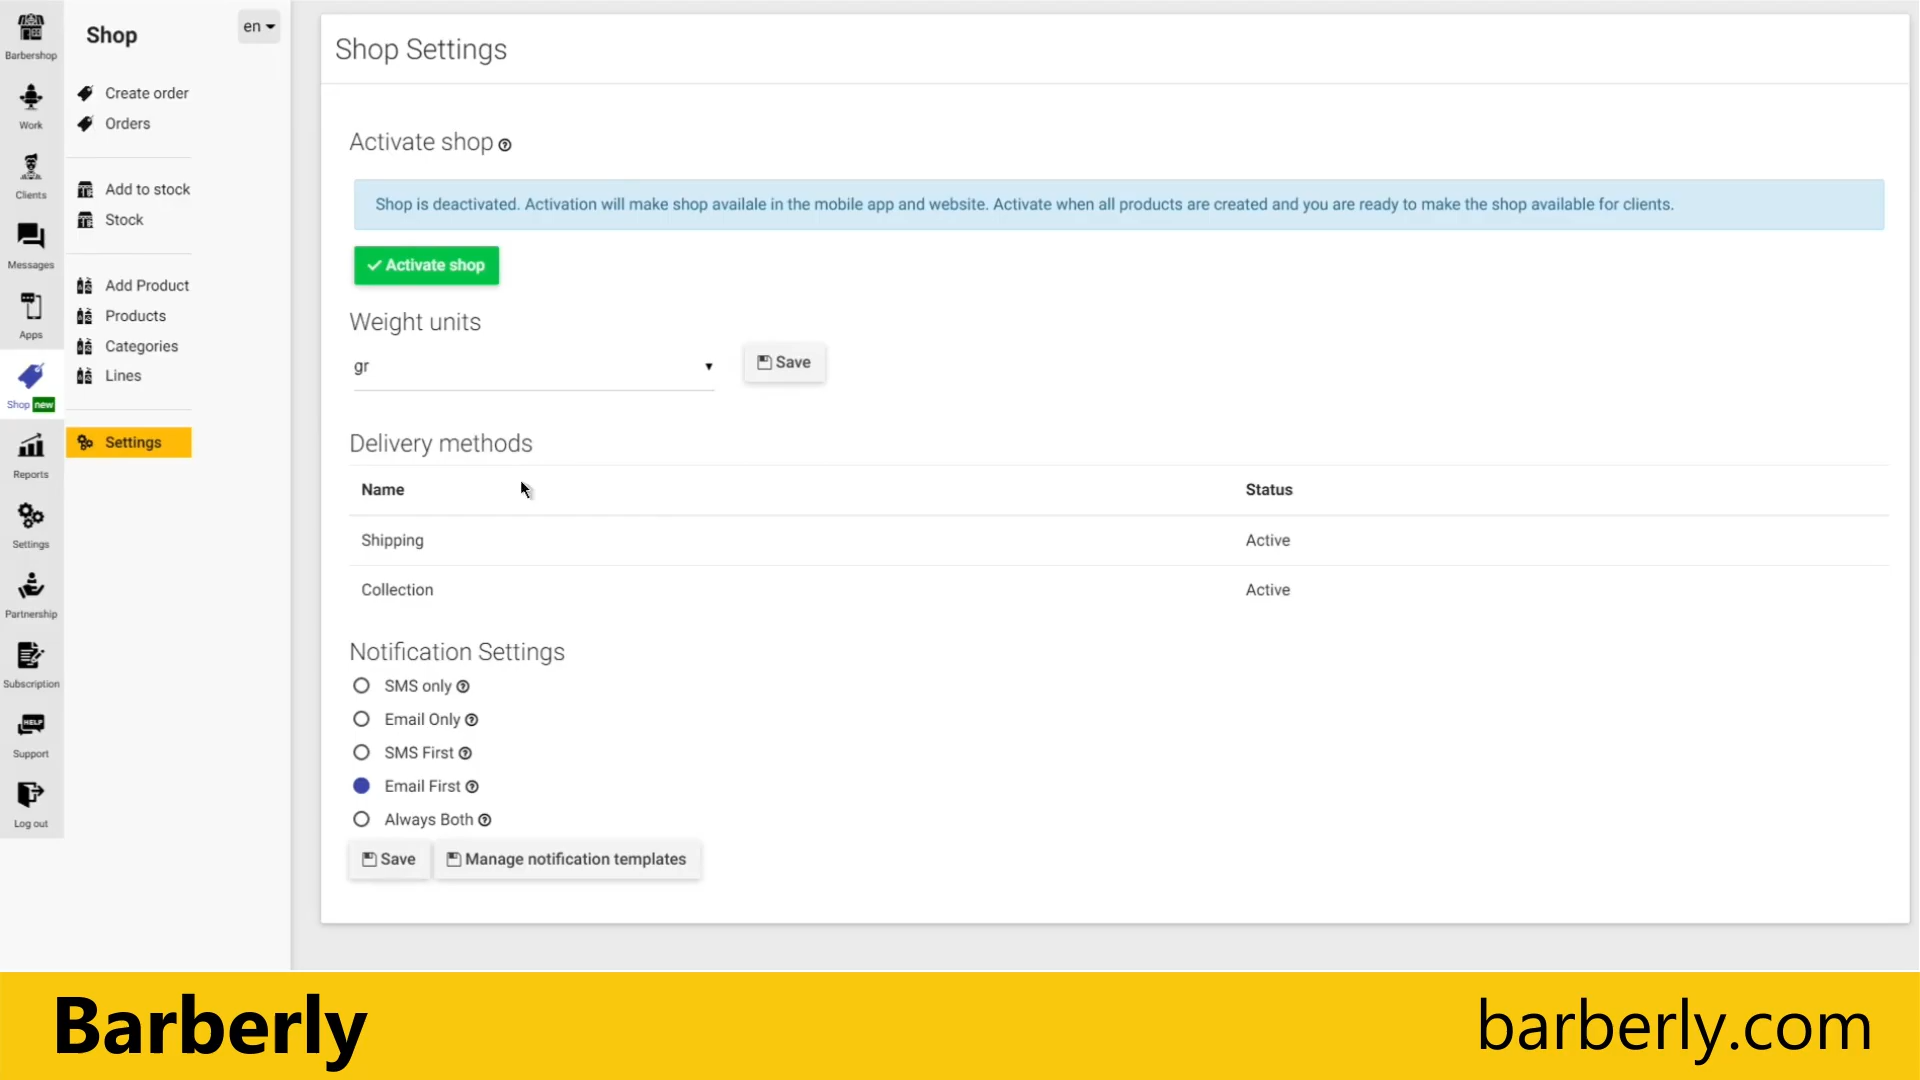 Barbershop
Work
Clients
Messages
Apps
Shop new
Reports
Settings
Partnership
Subscription
HELP
Support
Log out
Shop
en
Create order
Orders
Add to stock
Stock
Add Product
Products
Categories
Lines
Settings
Shop Settings
Activate shop
Shop is deactivated. Activation will make shop availale in the mobile app and website. Activate when all products are created and you are ready to make the shop available for clients.
Activate shop
Weight units
gr
Save
Delivery methods
Name Status
Shipping Active
Collection Active
Notification Settings
SMS only
Email Only
SMS First
Email First
Always Both
Save Manage notification templates
Barberly barberly.com